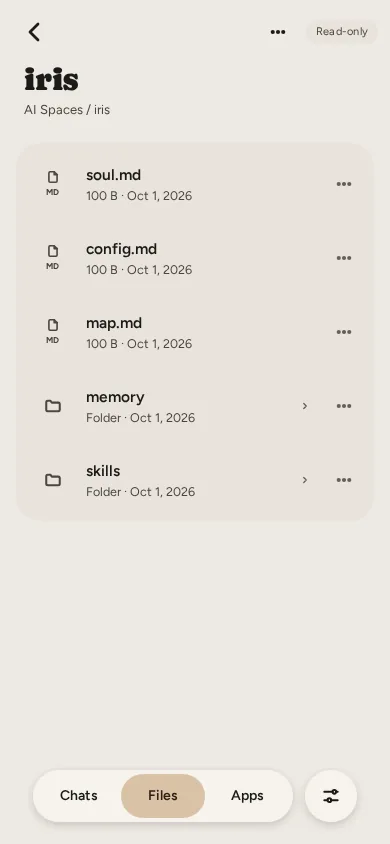 Read-only
iris
AI Spaces / iris
MD
soul.md
100 B · Oct 1, 2026
MD
config.md
100 B · Oct 1, 2026
MD
map.md
100 B · Oct 1, 2026
memory
Folder · Oct 1, 2026
skills
Folder · Oct 1, 2026
Chats
Files
Apps